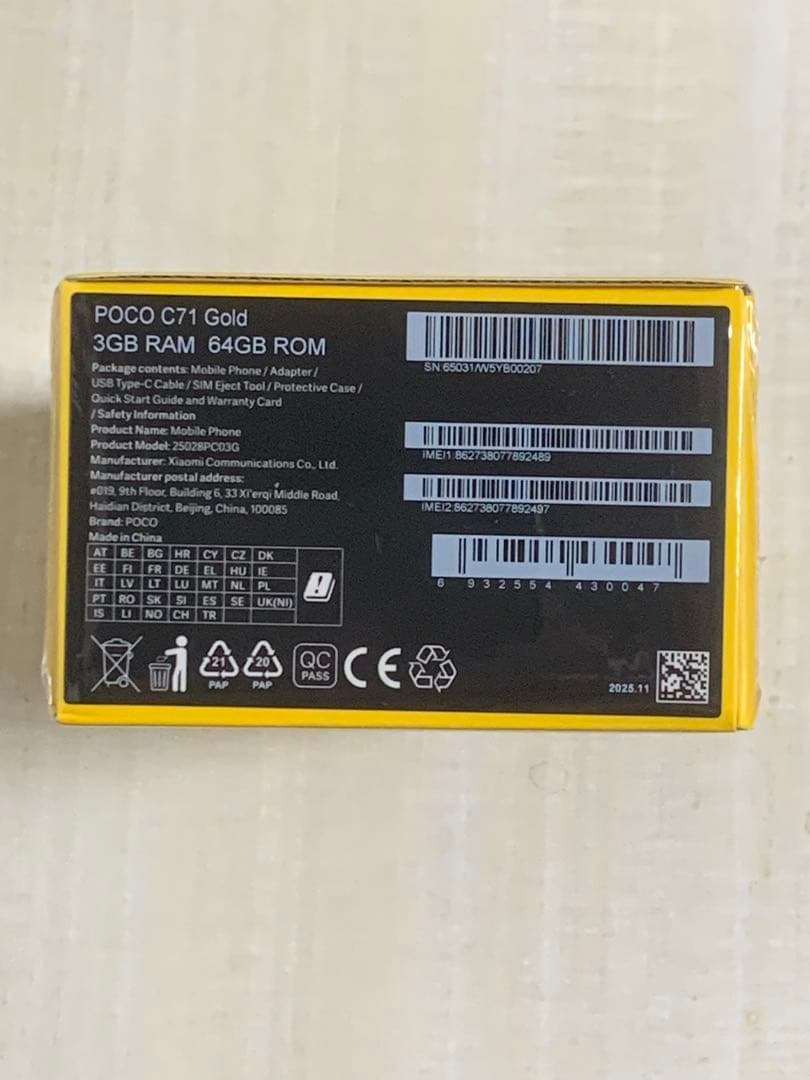 POCO C71 Gold
3GB RAM 64GB ROM
Package contents: Mobile Phone / Adapter /
USB Type-C Cable / SIM Eject Tool / Protective Case /
Quick Start Guide and Warranty Card
/ Safety Information
Product Name: Mobile Phone
Product Model: 25028PC03G
Manufacturer: Xiaomi Communications Co., Ltd.
Manufacturer postal address:
#019, 9th Floor, Building 6, 33 Xi'erqi Middle Road,
Haidian District, Beijing, China, 100085
Brand: POCO
Made in China
AT BE BG HR CY CZ DK
EE FI FR DE EL HU IE
IT LV LT LU MT NL PL
PT RO SK SI ES SE UK(NI)
IS LI NO CH TR
21
PAP
20
PAP
QC
PASS
CE
SN:65031/W5YB00207
IMEI1:862738077892489
IMEI2:862738077892497
6 932554 430047
2025.11